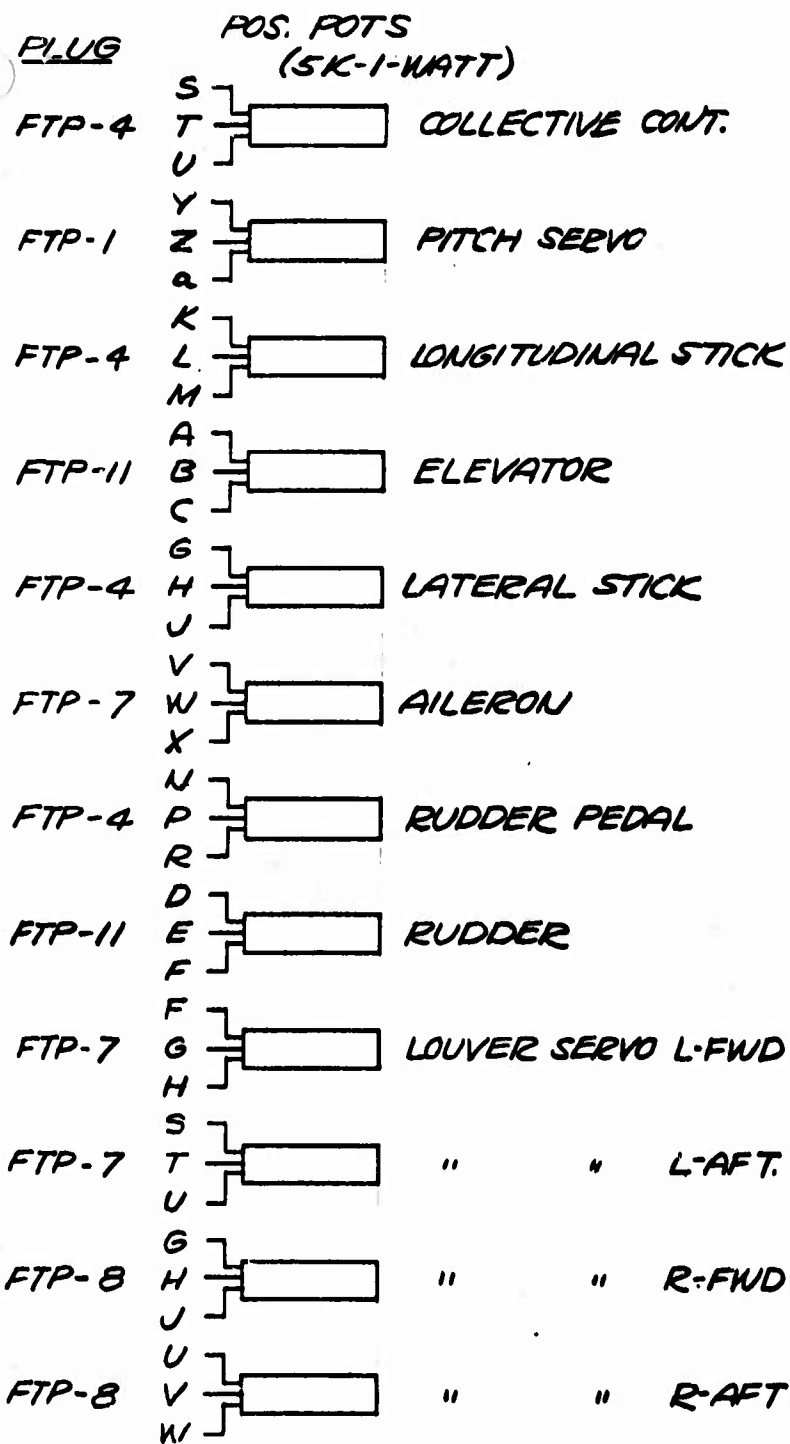 PLUG POS. POTS
(5K-1-WATT)
S
FTP-4 T COLLECTIVE CONT.
U
Y
FTP-1 Z PITCH SERVO
a
K
FTP-4 L LONGITUDINAL STICK
M
A
FTP-11 B ELEVATOR
C
G
FTP-4 H LATERAL STICK
J
V
FTP-7 W AILERON
X
N
FTP-4 P RUDDER PEDAL
R
D
FTP-11 E RUDDER
F
F
FTP-7 G LOUVER SERVO L-FWD
H
S
FTP-7 T " " L-AFT.
U
G
FTP-8 H " " R-FWD
J
U
FTP-8 V " " R-AFT
W